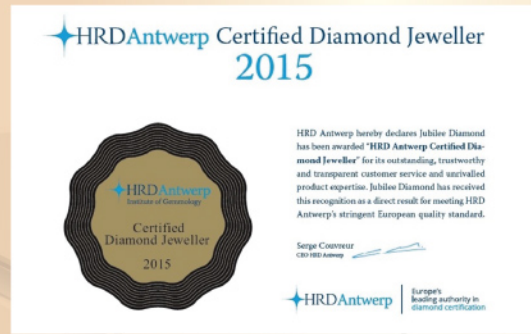 HRDAntwerp Certified Diamond Jeweller
2015
HRD Antwerp hereby declares Jubilee Diamond
has been awarded "HRD Antwerp Certified Dia-
mond Jeweller" for its outstanding, trustworthy
and transparent customer service and unrivalled
product expertise. Jubilee Diamond has received
this recognition as a direct result for meeting HRD
Antwerp's stringent European quality standard.
HRDAntwerp
Institute of Gemmology
Certified
Diamond Jeweller
2015
Serge Couvreur
CEO HRD Antwerp
HRDAntwerp
Europe's
leading authority in
diamond certification